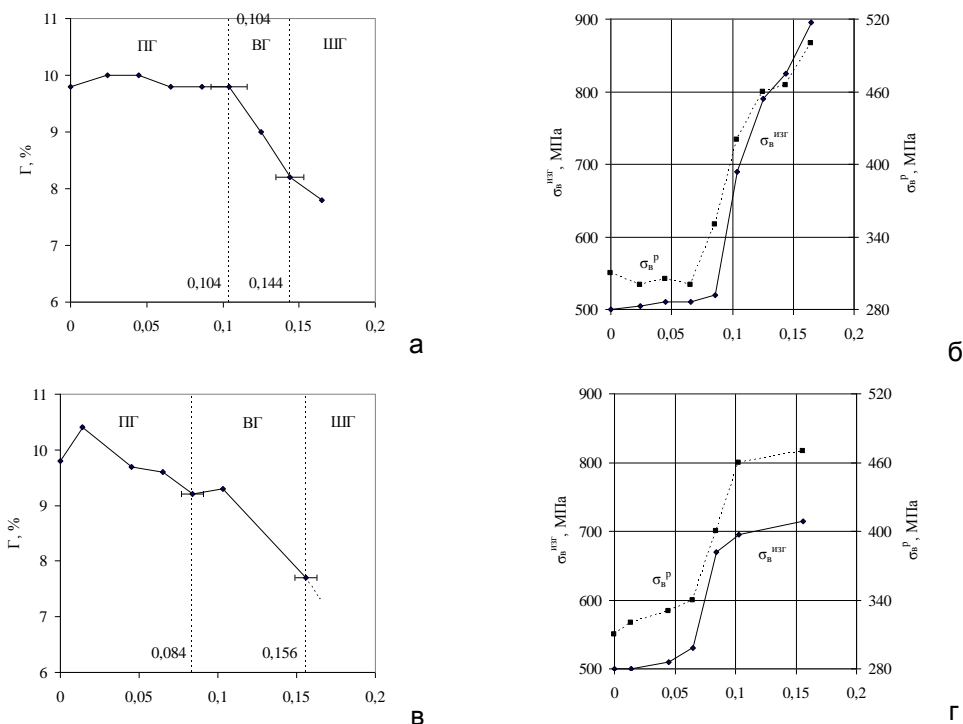 0,104
11
10
9
8
7
6
Г, %
ПГ
ВГ
ШГ
0,104
0,144
0
0,05
0,1
0,15
0,2
а
900
800
700
600
500
σвизг, МПа
520
460
400
340
280
σвр, МПа
σвизг
σвр
0
0,05
0,1
0,15
0,2
б
11
10
9
8
7
6
Г, %
ПГ
ВГ
ШГ
0,084
0,156
0
0,05
0,1
0,15
0,2
в
900
800
700
600
500
σвизг, МПа
520
460
400
340
280
σвр, МПа
σвр
σвизг
0
0,05
0,1
0,15
0,2
г